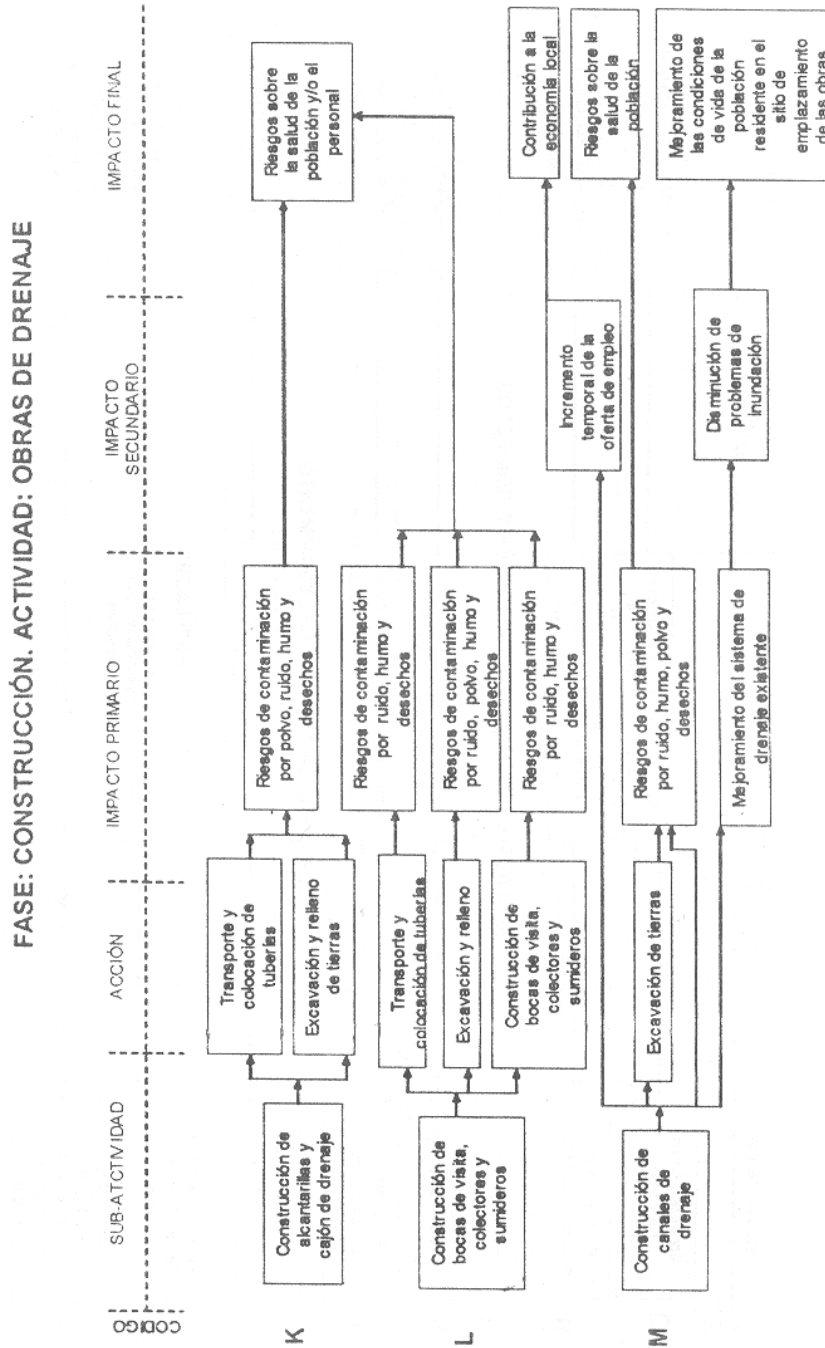 FASE: CONSTRUCCIÓN. ACTIVIDAD: OBRAS DE DRENAJE
CODIGO
SUB-ATCTIVIDAD
ACCIÓN
IMPACTO PRIMARIO
IMPACTO
SECUNDARIO
IMPACTO FINAL
K
Construcción de
alcantarillas y
cajón de drenaje
Transporte y
colocación de
tuberías
Excavación y relleno
de tierras
Riesgos de contaminación
por polvo, ruido, humo y
desechos
Riesgos sobre
la salud de la
población y/o el
personal
L
Construcción de
bocas de visita,
colectores y
sumideros
Transporte y
colocación de tuberías
Excavación y relleno
Construcción de
bocas de visita,
colectores y
sumideros
Riesgos de contaminación
por ruido, humo y
desechos
Riesgos de contaminación
por ruido, polvo, humo y
desechos
Riesgos de contaminación
por ruido, humo y
desechos
M
Construcción de
canales de
drenaje
Excavación de tierras
Riesgos de contaminación
por ruido, humo, polvo y
desechos
Mejoramiento del sistema de
drenaje existente
Incremento
temporal de la
oferta de empleo
Disminución de
problemas de
inundación
Contribución a la
economía local
Riesgos sobre la
salud de la
población
Mejoramiento de
las condiciones
de vida de la
población
residente en el
sitio de
emplazamiento
de las obras